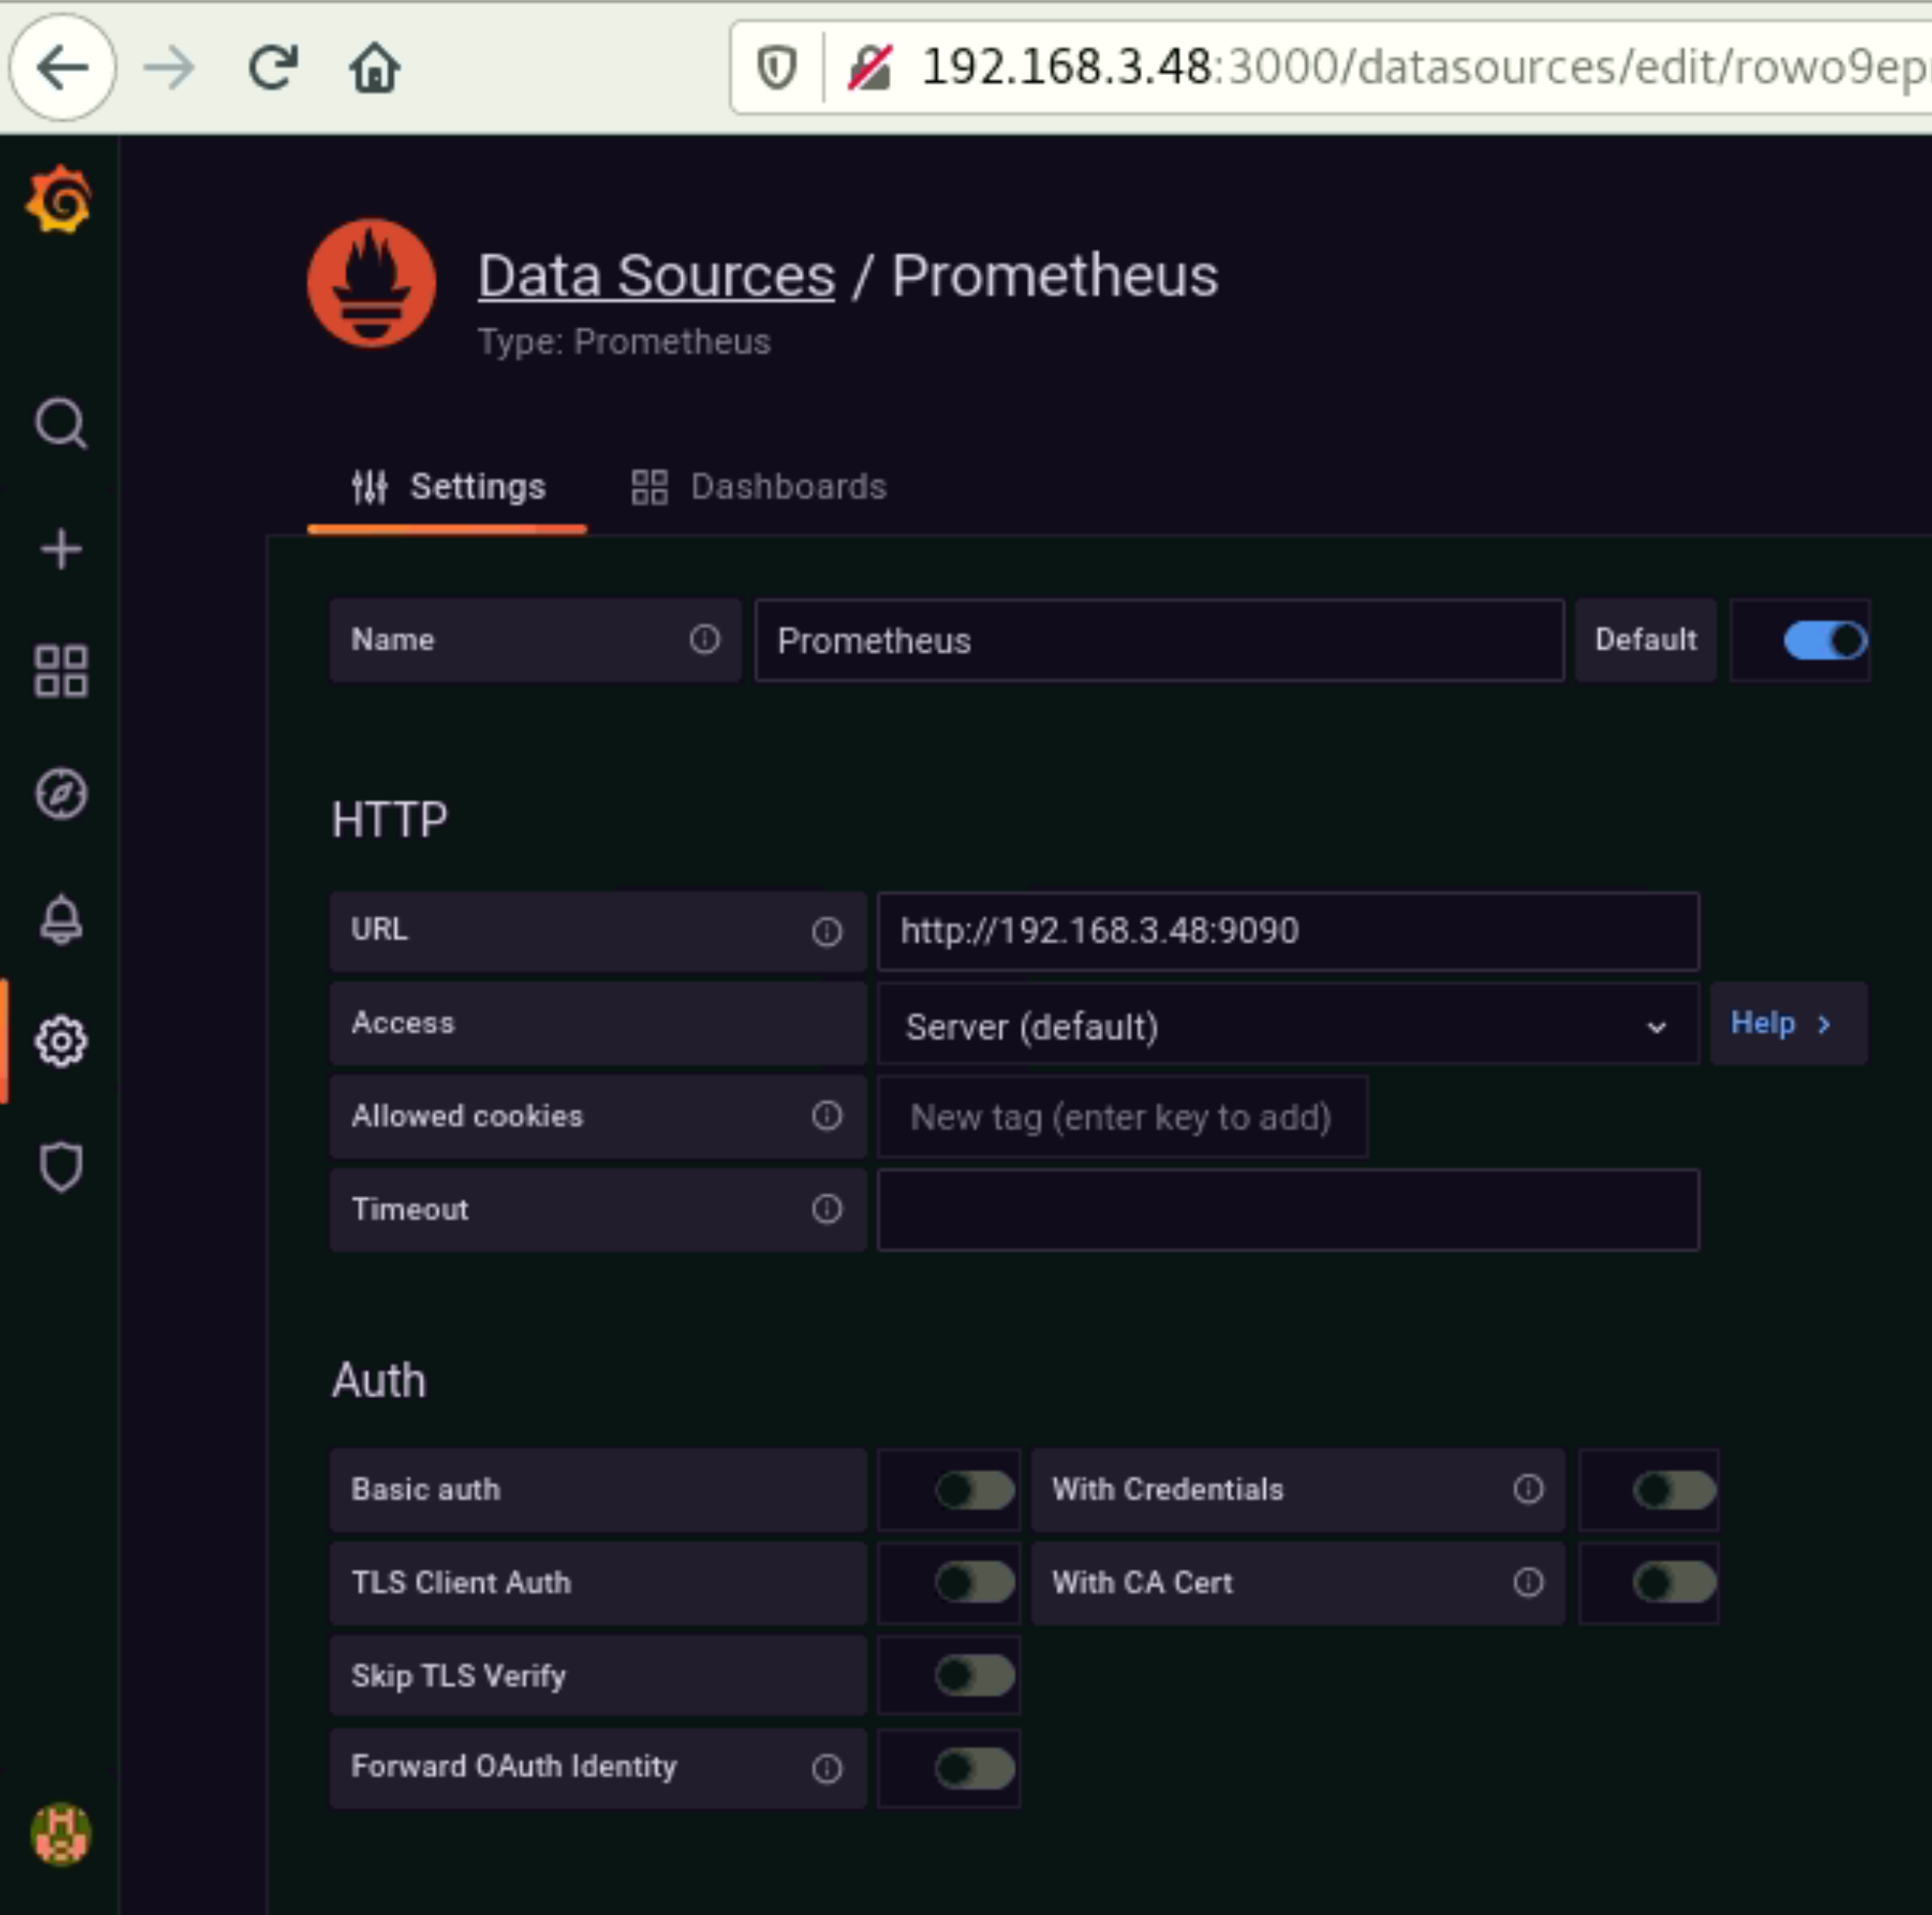 192.168.3.48:3000/datasources/edit/rowo9ep
Data Sources / Prometheus
Type: Prometheus
Settings Dashboards
Name Prometheus Default
HTTP
URL http://192.168.3.48:9090
Access Server (default) Help >
Allowed cookies New tag (enter key to add)
Timeout
Auth
Basic auth With Credentials
TLS Client Auth With CA Cert
Skip TLS Verify
Forward OAuth Identity